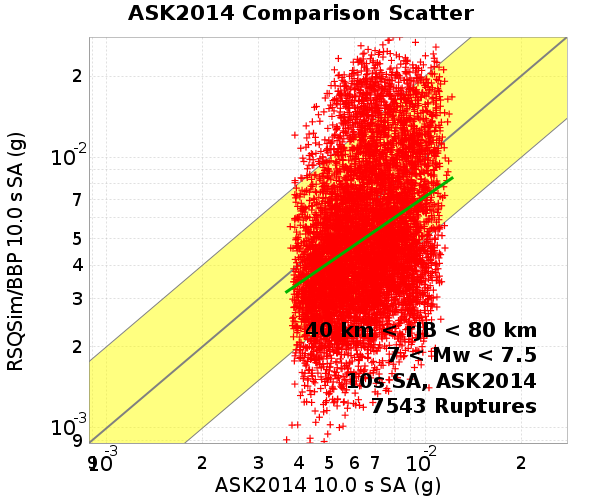 ASK2014 Comparison Scatter
RSQSim/BBP 10.0 s SA (g)
2
10-2
7
5
4
3
2
10-3
9
40 km < rJB < 80 km
7 < Mw < 7.5
10s SA, ASK2014
7543 Ruptures
9 10-3 2 3 4 5 6 7 10-2 2
ASK2014 10.0 s SA (g)